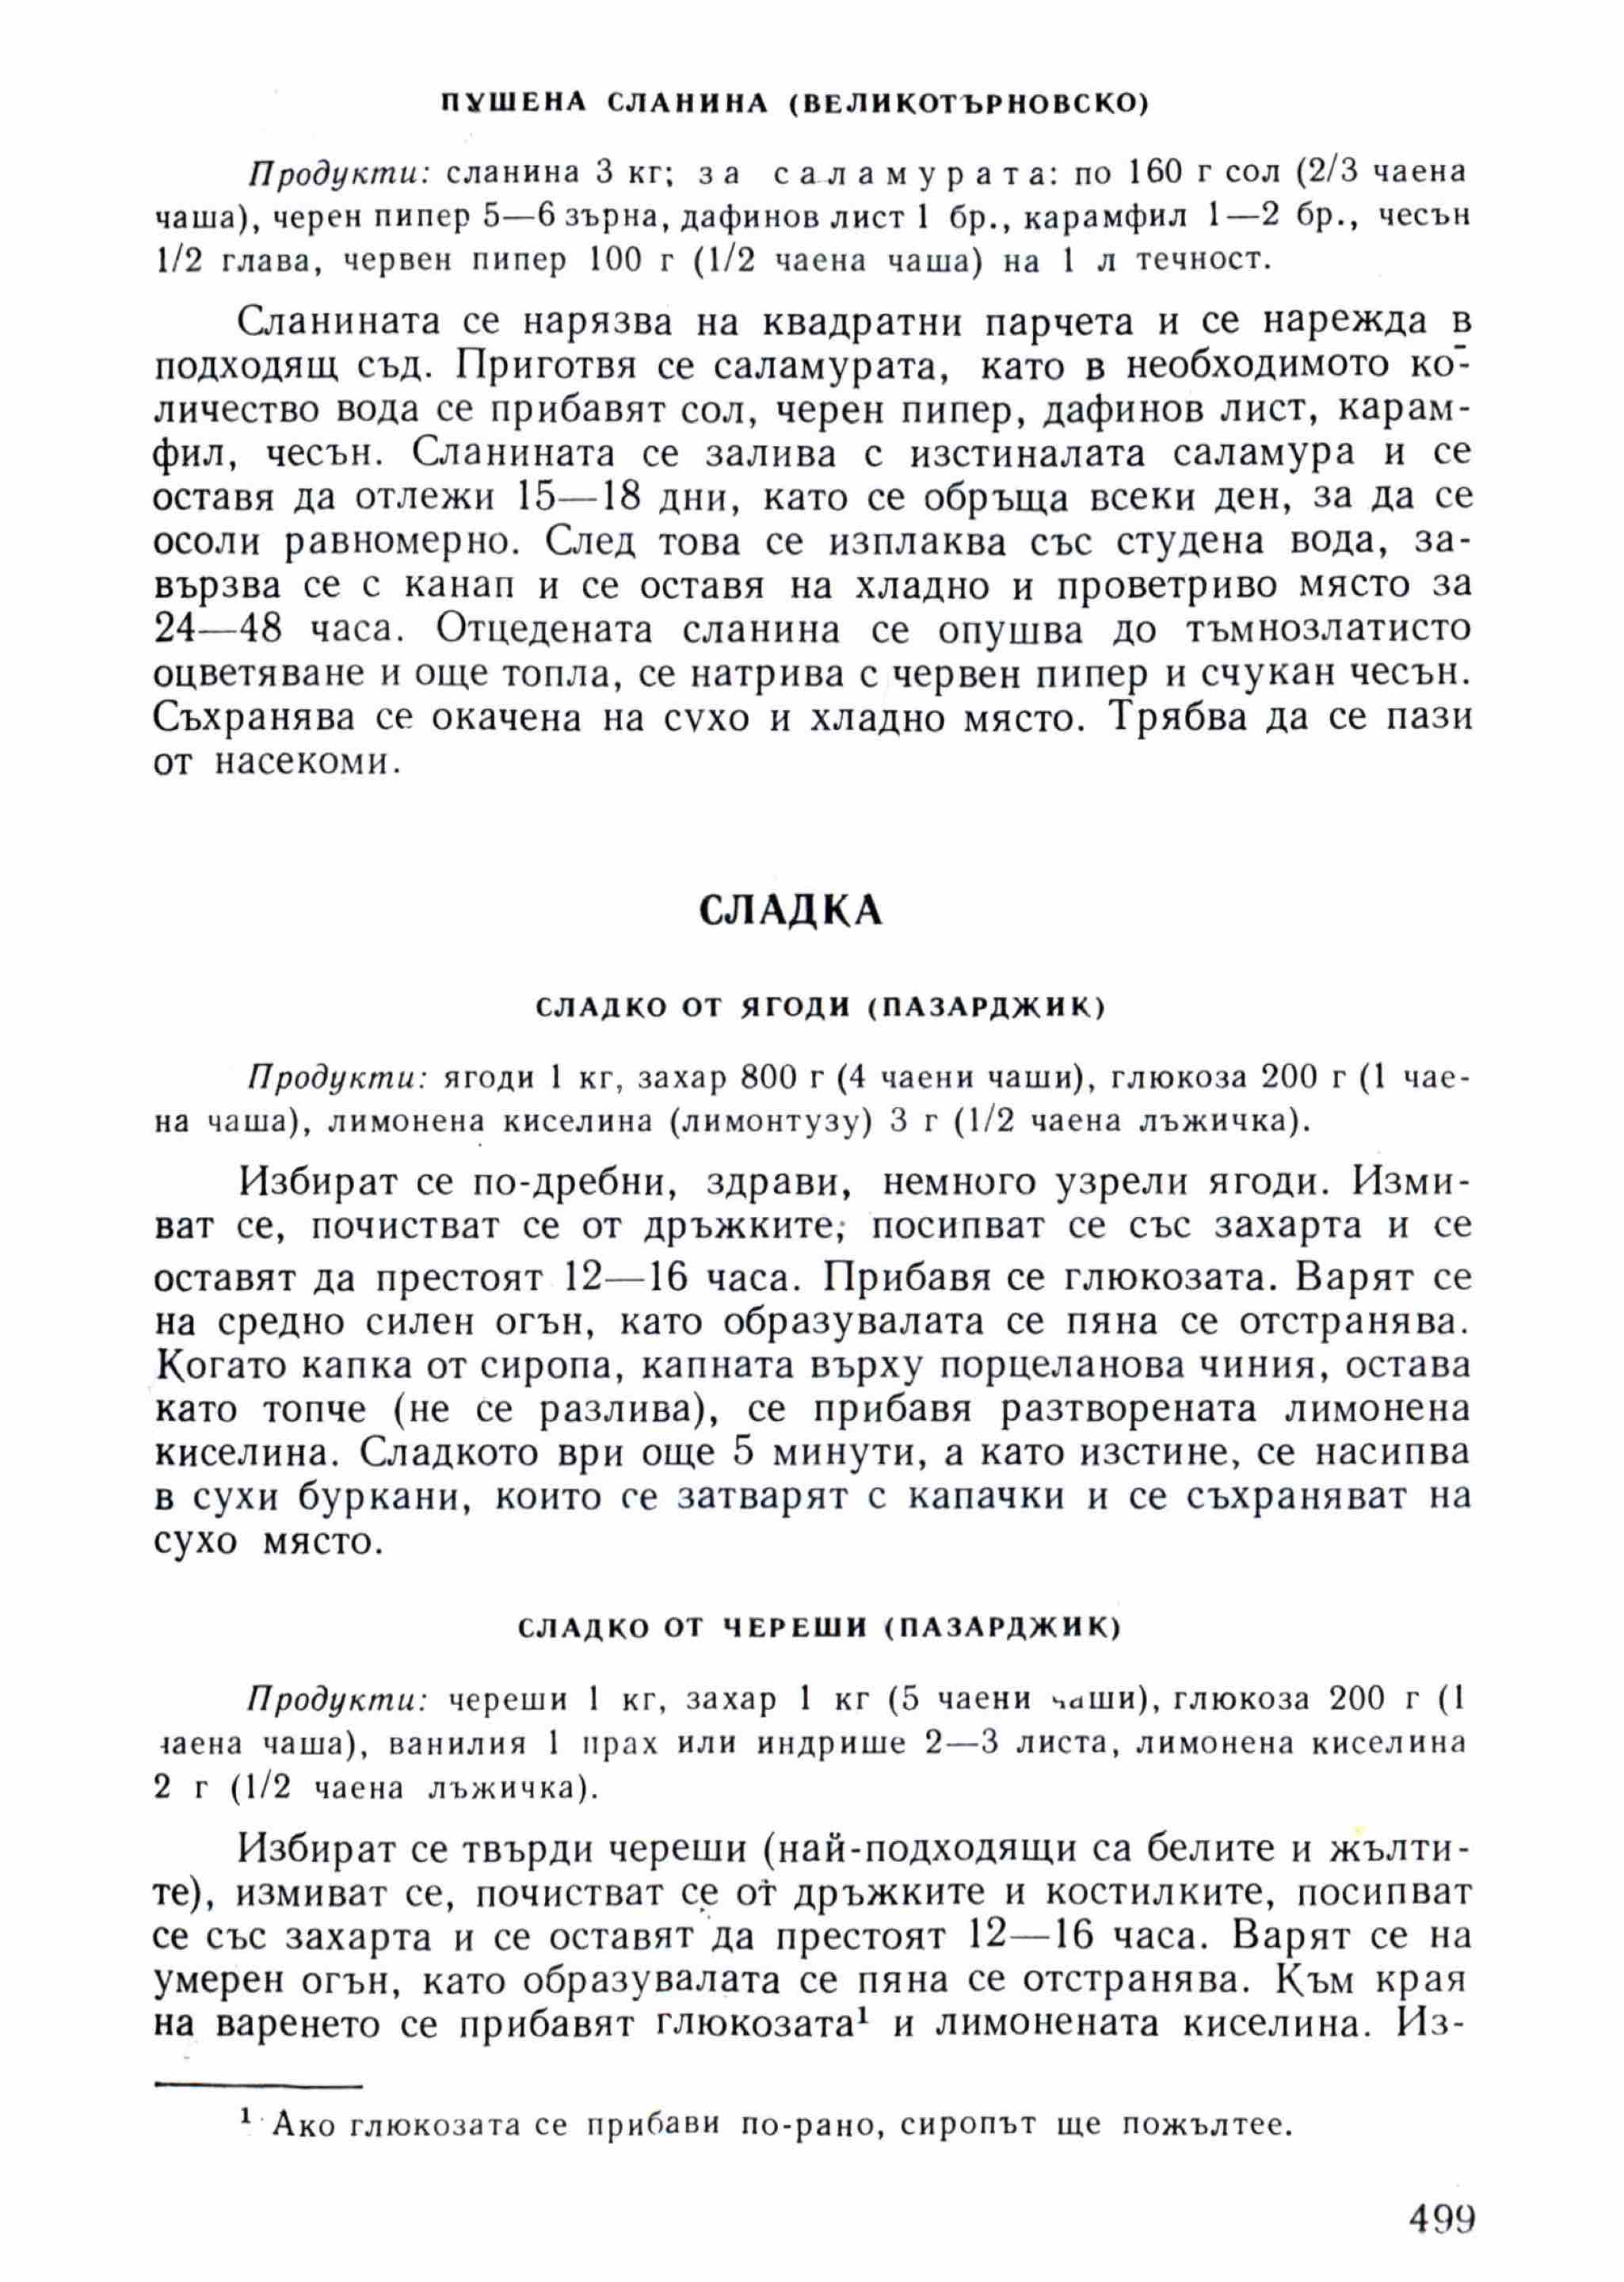 ПУШЕНА СЛАНИНА (ВЕЛИКОТЪРНОВСКО)
Продукти: сланина 3 кг; за саламурата: по 160 г сол (2/3 чаена
чаша), черен пипер 5—6 зърна, дафинов лист 1 бр., карамфил 1—2 бр., чесън
1/2 глава, червен пипер 100 г (1/2 чаена чаша) на 1 л течност.
Сланината се нарязва на квадратни парчета и се нарежда в
подходящ съд. Приготвя се саламурата, като в необходимото ко-
личество вода се прибавят сол, черен пипер, дафинов лист, карам-
фил, чесън. Сланината се залива с изстиналата саламура и се
оставя да отлежи 15—18 дни, като се обръща всеки ден, за да се
осоли равномерно. След това се изплаква със студена вода, за-
вързва се с канап и се оставя на хладно и проветриво място за
24—48 часа. Отцедената сланина се опушва до тъмнозлатисто
оцветяване и още топла, се натрива с червен пипер и счукан чесън.
Съхранява се окачена на сухо и хладно място. Трябва да се пази
от насекоми.
СЛАДКА
СЛАДКО ОТ ЯГОДИ (ПАЗАРДЖИК)
Продукти: ягоди 1 кг, захар 800 г (4 чаени чаши), глюкоза 200 г (1 чае-
на чаша), лимонена киселина (лимонтузу) 3 г (1/2 чаена лъжичка).
Избират се по-дребни, здрави, немного узрели ягоди. Изми-
ват се, почистват се от дръжките; посипват се със захарта и се
оставят да престоят 12—16 часа. Прибавя се глюкозата. Варят се
на средно силен огън, като образувалата се пяна се отстранява.
Когато капка от сиропа, капната върху порцеланова чиния, остава
като топче (не се разлива), се прибавя разтворената лимонена
киселина. Сладкото ври още 5 минути, а като изстине, се насипва
в сухи буркани, които се затварят с капачки и се съхраняват на
сухо място.
СЛАДКО ОТ ЧЕРЕШИ (ПАЗАРДЖИК)
Продукти: череши 1 кг, захар 1 кг (5 чаени чаши), глюкоза 200 г (1
чаена чаша), ванилия 1 прах или индрише 2—3 листа, лимонена киселина
2 г (1/2 чаена лъжичка).
Избират се твърди череши (най-подходящи са белите и жълти-
те), измиват се, почистват се от дръжките и костилките, посипват
се със захарта и се оставят да престоят 12—16 часа. Варят се на
умерен огън, като образувалата се пяна се отстранява. Към края
на варенето се прибавят глюкозата¹ и лимонената киселина. Из-
¹ Ако глюкозата се прибави по-рано, сиропът ще пожълтее.
499